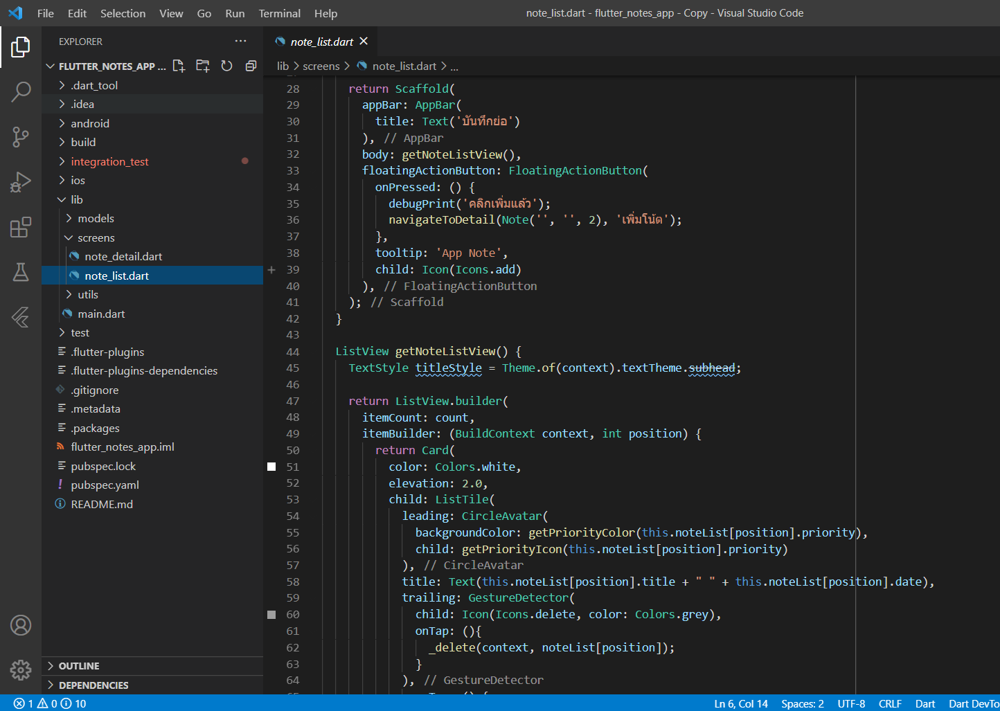 File Edit Selection View Go Run Terminal Help
note_list.dart - flutter_notes_app - Copy - Visual Studio Code
EXPLORER
FLUTTER_NOTES_APP ...
.dart_tool
.idea
android
build
integration_test
ios
lib
models
screens
note_detail.dart
note_list.dart
utils
main.dart
test
.flutter-plugins
.flutter-plugins-dependencies
.gitignore
.metadata
.packages
flutter_notes_app.iml
pubspec.lock
pubspec.yaml
README.md
OUTLINE
DEPENDENCIES
note_list.dart
lib > screens > note_list.dart > ...
28 return Scaffold(
29 appBar: AppBar(
30 title: Text('บันทึกย่อ')
31 ), // AppBar
32 body: getNoteListView(),
33 floatingActionButton: FloatingActionButton(
34 onPressed: () {
35 debugPrint('คลิกเพิ่มแล้ว');
36 navigateToDetail(Note('', '', 2), 'เพิ่มโน้ต');
37 },
38 tooltip: 'App Note',
39 child: Icon(Icons.add)
40 ), // FloatingActionButton
41 ); // Scaffold
42 }
43
44 ListView getNoteListView() {
45 TextStyle titleStyle = Theme.of(context).textTheme.subhead;
46
47 return ListView.builder(
48 itemCount: count,
49 itemBuilder: (BuildContext context, int position) {
50 return Card(
51 color: Colors.white,
52 elevation: 2.0,
53 child: ListTile(
54 leading: CircleAvatar(
55 backgroundColor: getPriorityColor(this.noteList[position].priority),
56 child: getPriorityIcon(this.noteList[position].priority)
57 ), // CircleAvatar
58 title: Text(this.noteList[position].title + " " + this.noteList[position].date),
59 trailing: GestureDetector(
60 child: Icon(Icons.delete, color: Colors.grey),
61 onTap: (){
62 _delete(context, noteList[position]);
63 }
64 ), // GestureDetector
1 0 10
Ln 6, Col 14 Spaces: 2 UTF-8 CRLF Dart Dart DevTo